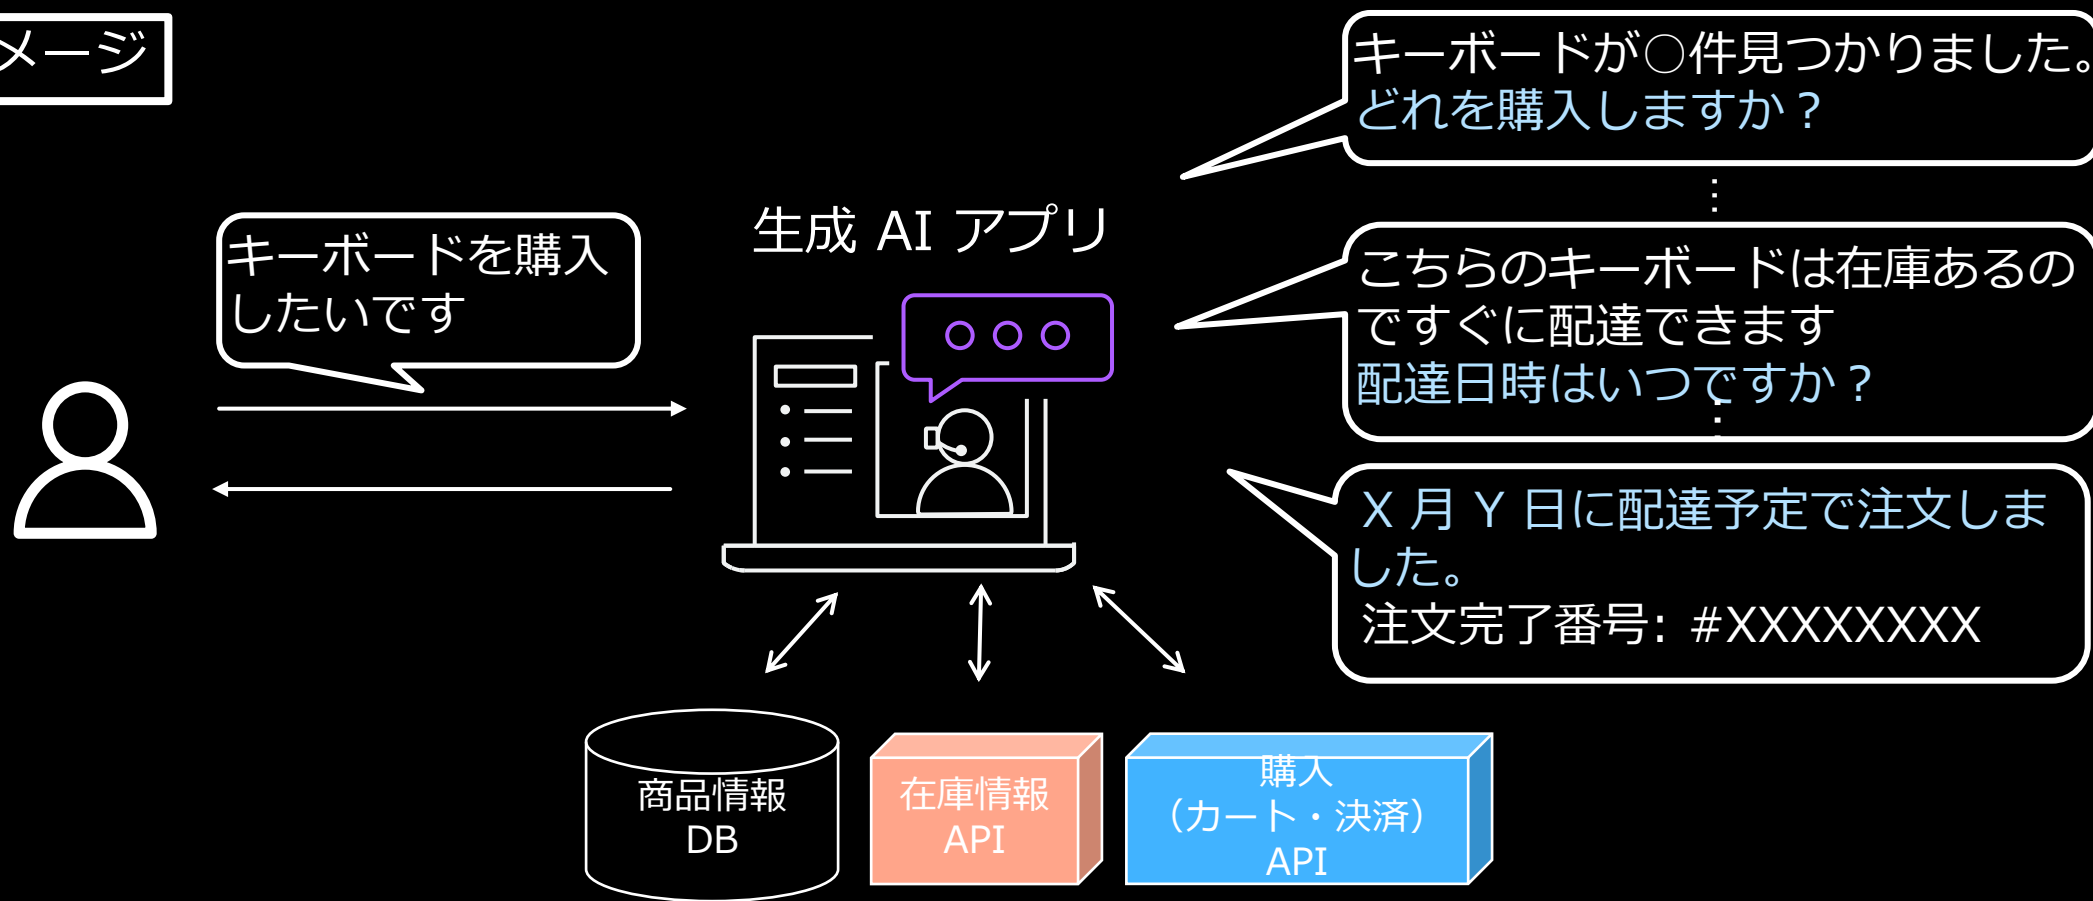 メージ
キーボードを購入
したいです
生成 AI アプリ
キーボードが○件見つかりました。
どれを購入しますか？
こちらのキーボードは在庫あるの
ですぐに配達できます
配達日時はいつですか？
X 月 Y 日に配達予定で注文しま
した。
注文完了番号: #XXXXXXXX
商品情報
DB
在庫情報
API
購入
（カート・決済）
API